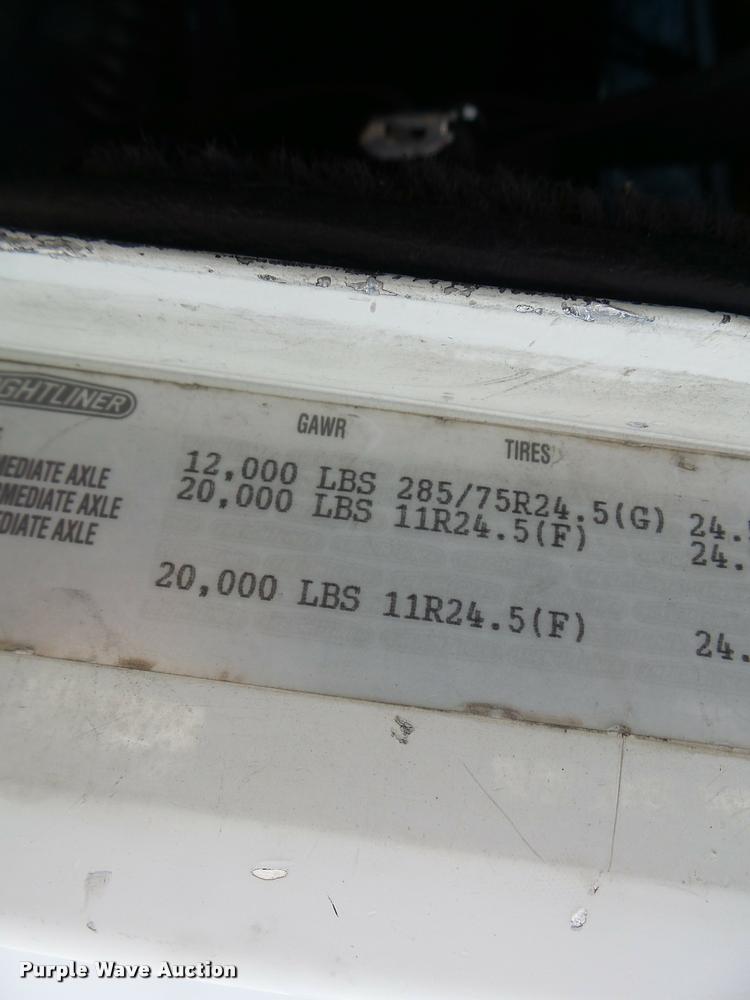 GHTLINER
GAWR TIRES
MEDIATE AXLE 12,000 LBS 285/75R24.5(G) 24.
MEDIATE AXLE 20,000 LBS 11R24.5(F) 24.
DIATE AXLE
20,000 LBS 11R24.5(F) 24.
Purple Wave Auction